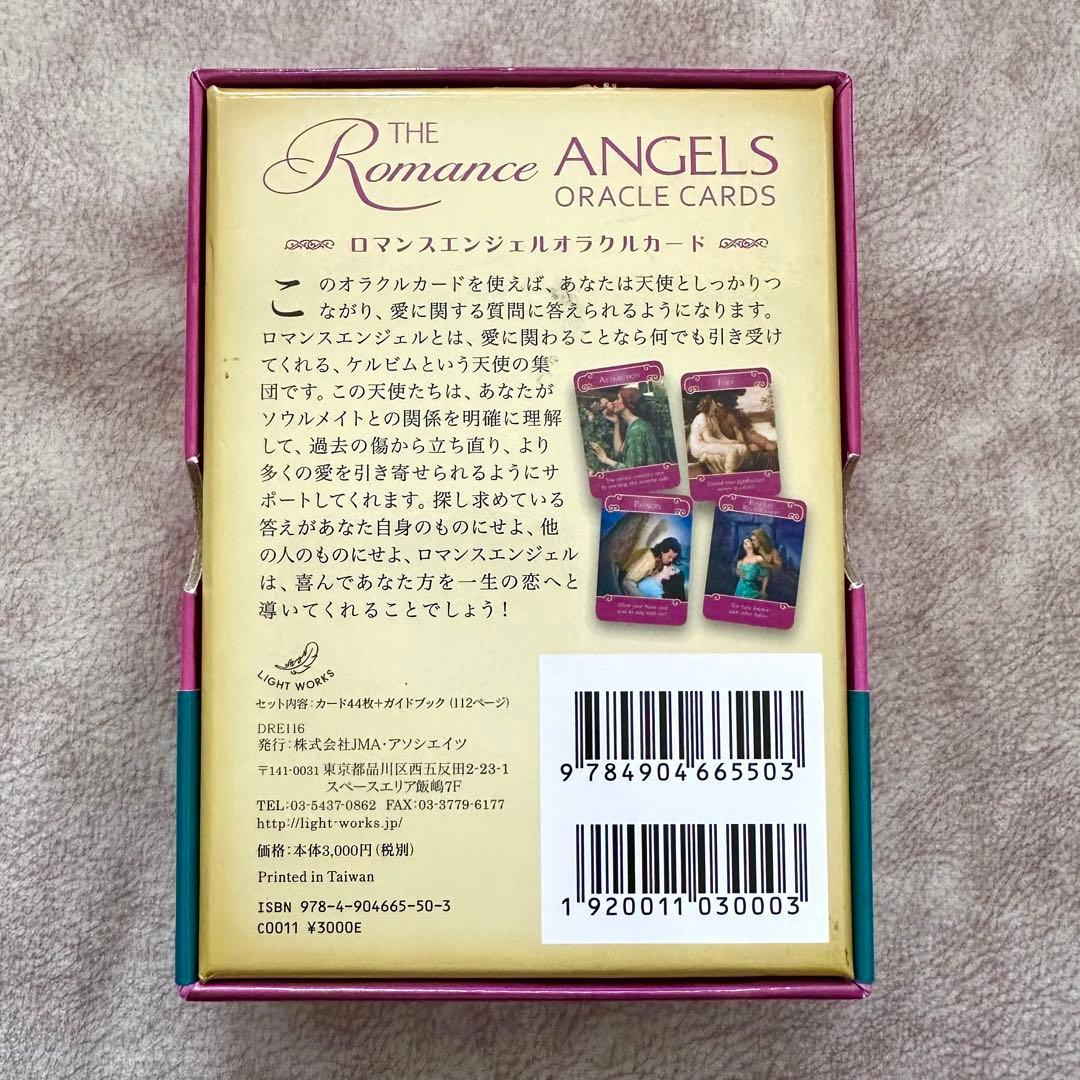 THE
Romance ANGELS
ORACLE CARDS
ロマンスエンジェルオラクルカード
このオラクルカードを使えば、あなたは天使としっかりつ
ながり、愛に関する質問に答えられるようになります。
ロマンスエンジェルとは、愛に関わることなら何でも引き受け
てくれる、ケルビムという天使の集
団です。この天使たちは、あなたが
ソウルメイトとの関係を明確に理解
して、過去の傷から立ち直り、より
多くの愛を引き寄せられるようにサ
ポートしてくれます。探し求めている
答えがあなた自身のものにせよ、他
の人のものにせよ、ロマンスエンジェル
は、喜んであなた方を一生の恋へと
導いてくれることでしょう！
PASSION
LIGHT WORKS
セット内容：カード44枚＋ガイドブック（112ページ）
DRE116
発行：株式会社JMA・アソシエイツ
〒141-0031 東京都品川区西五反田2-23-1
スペースエリア飯嶋7F
TEL:03-5437-0862 FAX:03-3779-6177
http://light-works.jp/
価格：本体3,000円（税別）
Printed in Taiwan
ISBN 978-4-904665-50-3
C0011 ¥3000E
9 784904 665503
1 920011 030003